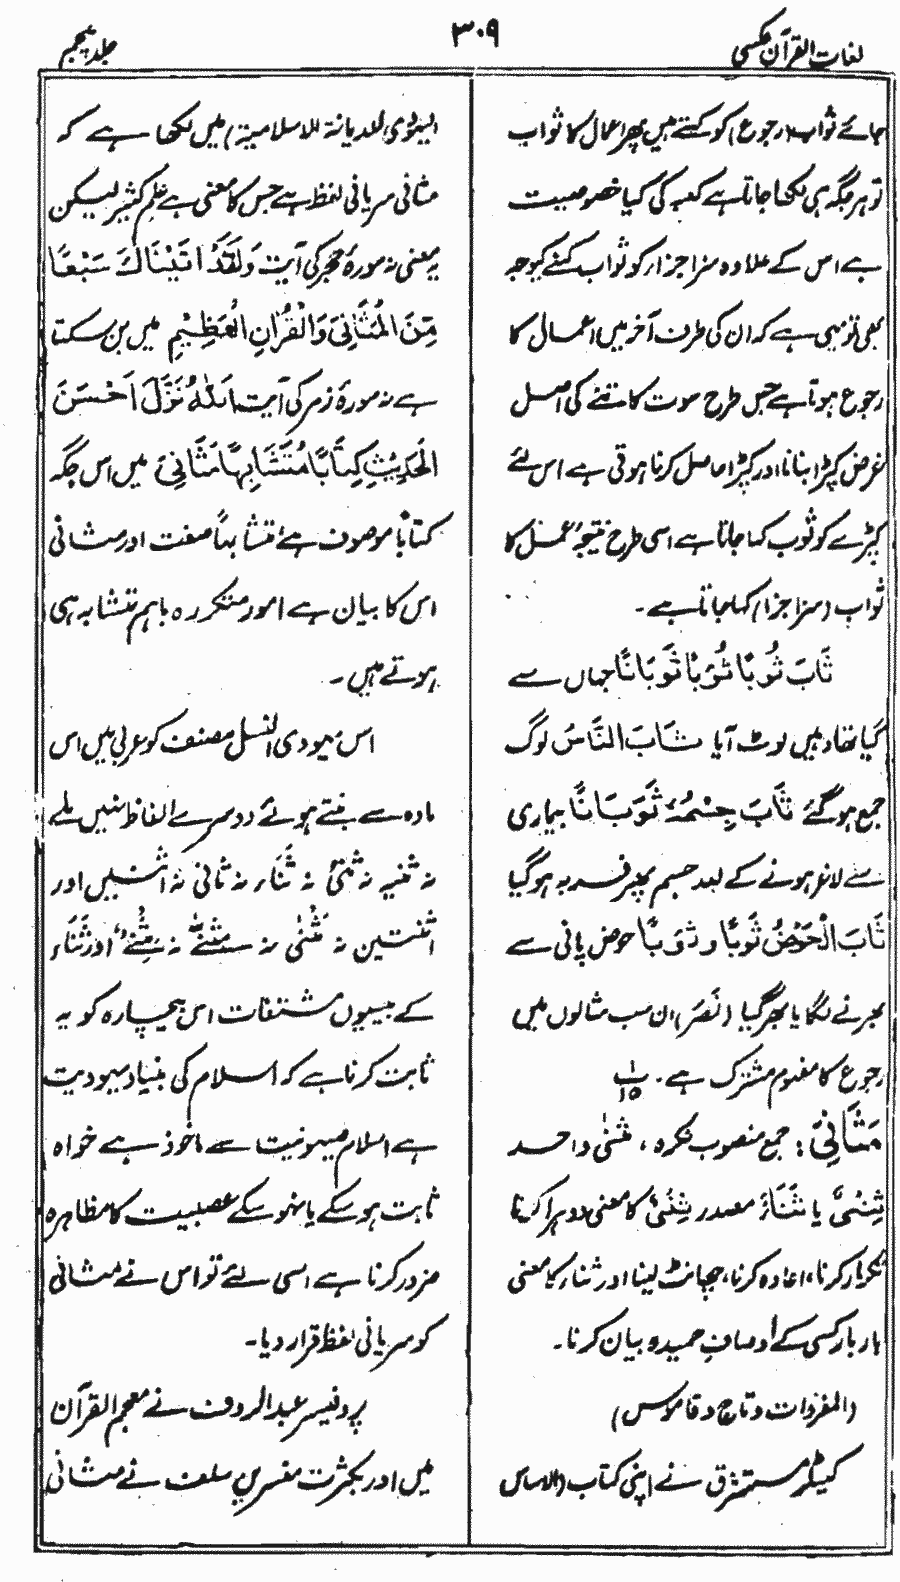 لغات القرآن عکسی
۳۰۹
جلد پنجم
جائے ثواب (رجوع) کو کہتے ہیں پھر اعمال کا ثواب
تو ہر جگہ ہی لکھا جاتا ہے کعبہ کی کیا خصوصیت
ہے اس کے علاوہ سزا جزا کو ثواب کہنے کی وجہ
بھی تو یہی ہے کہ ان کی طرف آخر میں اعمال کا
رجوع ہوتا ہے جس طرح سوت کاتنے کی اصل
غرض کپڑا بنانا اور کپڑا حاصل کرنا ہوتی ہے اس لئے
کپڑے کو ثوب کہا جاتا ہے اسی طرح نتیجۂ عمل کا
ثواب (سزا جزا) کہا جاتا ہے۔
ثَابَ ثُوبًا ثُؤبًا ثَوَبَانًا جہاں سے
گیا تھا وہیں لوٹ آیا ثَابَ النَّاسُ لوگ
جمع ہو گئے ثَابَ جِسْمُہٗ ثَوَبَانًا بیماری
سے لاغر ہونے کے بعد جسم پھر فربہ ہو گیا
ثَابَ الْحَوْضُ ثَوبًا و ثوَبًا حوض پانی سے
بھرنے لگا یا بھر گیا (نَصَرَ) ان سب مثالوں میں
رجوع کا مفہوم مشترک ہے۔ پ ۱/۱۵
مَثَانِیَ : جمع منصوب نکرہ، مَثنٰی واحد
ثِنْیٌ یا ثَنَاءٌ مصدر ثِنْیٌ کا معنی دوہرا کرنا
تکرار کرنا، اعادہ کرنا، چھانٹ لینا اور ثناء کا معنی
بار بار کسی کے اوصافِ حمیدہ بیان کرنا۔
(المفردات و تاج و قاموس)
مستشرق نے اپنی کتاب (الاساس
الیہودی للدیانۃ الاسلامیۃ) میں لکھا ہے کہ
مثانی سریانی لفظ ہے جس کا معنی ہے علم کثیر لیکن
یہ معنی نہ سورۂ حجر کی آیت وَلَقَدْ اٰتَیْنَاكَ سَبْعًا
مِّنَ الْمَثَانِیْ وَالْقُرْاٰنِ الْعَظِیْمِ میں بن سکتا
ہے نہ سورۂ زمر کی آیت اَللّٰہُ نَزَّلَ اَحْسَنَ
الْحَدِیْثِ کِتَابًا مُتَشَابِہًا مَثَانِیَ میں اس جگہ
کتابًا موصوف ہے متشابہاً صفت اور مثانی
اس کا بیان ہے امور متکررہ باہم متشابہ ہی
ہوتے ہیں۔
اس یہودی النسل مصنف کو عربی میں اس
مادہ سے بنتے ہوئے دوسرے الفاظ نہیں ملے
نہ تثنیہ نہ ثنیٌ نہ ثَنَاء نہ ثانی نہ اثنین اور
اثنتین نہ مَثْنٰی نہ نہ اور ثَنَاء
کے بیسیوں مشتقات اس بیچارہ کو یہ
ثابت کرنا ہے کہ اسلام کی بنیاد یہودیت
ہے اسلام صیہونیت سے ماخوذ ہے خواہ
ثابت ہو سکے یا نہ ہو سکے عصبیت کا مظاہرہ
ضرور کرنا ہے اسی لئے تو اس نے مثانی
کو سریانی لفظ قرار دیا۔
پروفیسر عبدالرؤف نے معجم القرآن
میں اور بکثرت مفسرین سلف نے مثانی